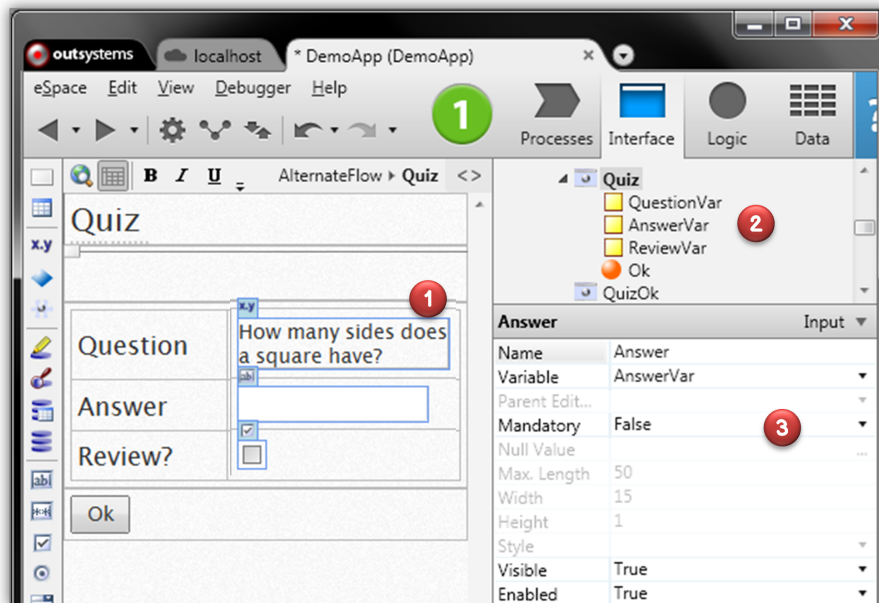 outsystems
localhost
* DemoApp (DemoApp)
eSpace Edit View Debugger Help
1
Processes Interface Logic Data
?
B I U AlternateFlow Quiz <>
Quiz
QuestionVar
AnswerVar
ReviewVar
Ok
QuizOk
2
Quiz
x.y
1
x.y
Question
How many sides does
a square have?
abl
Answer
Review?
Ok
abl
Answer Input
Name Answer
Variable AnswerVar
Parent Edit...
Mandatory False
3
Null Value ...
Max. Length 50
Width 15
Height 1
Style
Visible True
Enabled True